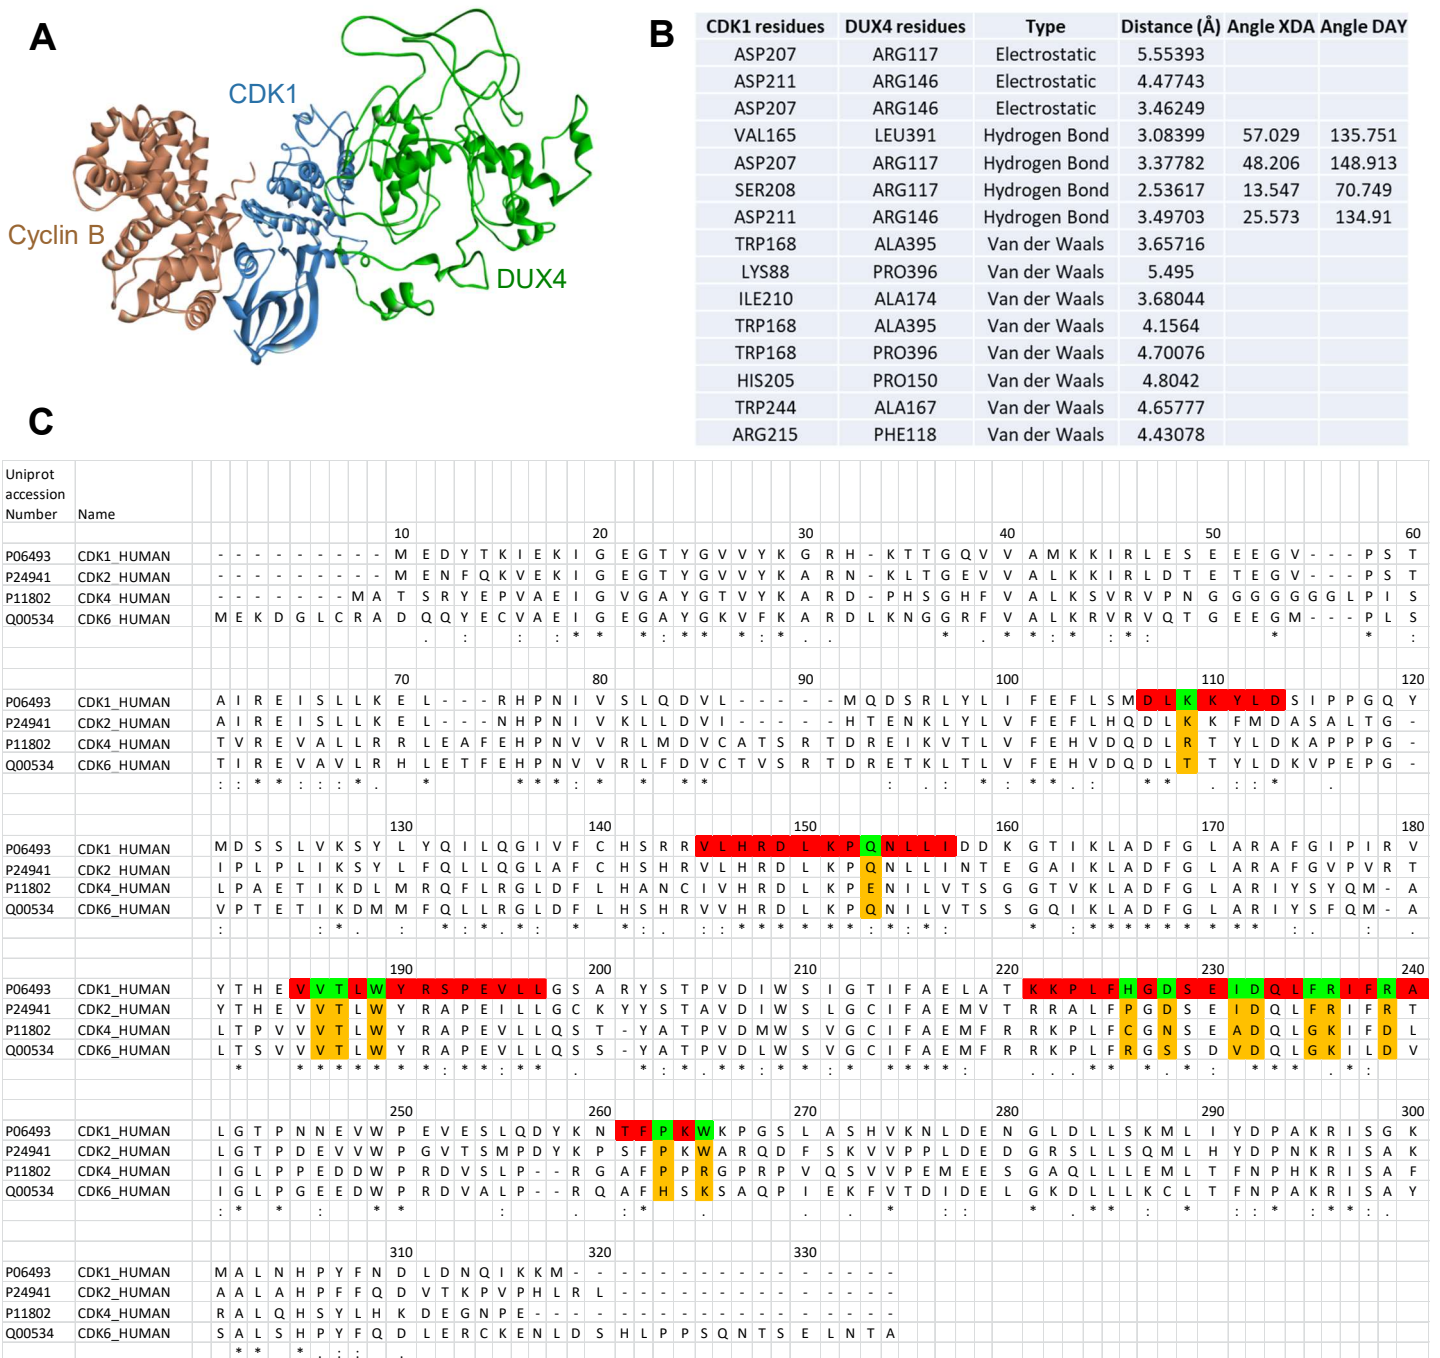 A
CDK1
Cyclin B
DUX4
B
CDK1 residues DUX4 residues Type Distance (Å) Angle XDA Angle DAY
ASP207 ARG117 Electrostatic 5.55393
ASP211 ARG146 Electrostatic 4.47743
ASP207 ARG146 Electrostatic 3.46249
VAL165 LEU391 Hydrogen Bond 3.08399 57.029 135.751
ASP207 ARG117 Hydrogen Bond 3.37782 48.206 148.913
SER208 ARG117 Hydrogen Bond 2.53617 13.547 70.749
ASP211 ARG146 Hydrogen Bond 3.49703 25.573 134.91
TRP168 ALA395 Van der Waals 3.65716
LYS88 PRO396 Van der Waals 5.495
ILE210 ALA174 Van der Waals 3.68044
TRP168 ALA395 Van der Waals 4.1564
TRP168 PRO396 Van der Waals 4.70076
HIS205 PRO150 Van der Waals 4.8042
TRP244 ALA167 Van der Waals 4.65777
ARG215 PHE118 Van der Waals 4.43078
C
Uniprot
accession
Number Name
10 20 30 40 50 60
P06493 CDK1_HUMAN - - - - - - - - - M E D Y T K I E K I G E G T Y G V V Y K G R H - K T T G Q V V A M K K I R L E S E E E G V - - - P S T
P24941 CDK2_HUMAN - - - - - - - - - M E N F Q K V E K I G E G T Y G V V Y K A R N - K L T G E V V A L K K I R L D T E T E G V - - - P S T
P11802 CDK4_HUMAN - - - - - - - M A T S R Y E P V A E I G V G A Y G T V Y K A R D - P H S G H F V A L K S V R V P N G G G G G G G L P I S
Q00534 CDK6_HUMAN M E K D G L C R A D Q Q Y E C V A E I G E G A Y G K V F K A R D L K N G G R F V A L K R V R V Q T G E E G M - - - P L S
. : : : * * * : * * * : * . . * . * * : * : * : * * :
70 80 90 100 110 120
P06493 CDK1_HUMAN A I R E I S L L K E L - - - R H P N I V S L Q D V L - - - - - M Q D S R L Y L I F E F L S M D L K K Y L D S I P P G Q Y
P24941 CDK2_HUMAN A I R E I S L L K E L - - - N H P N I V K L L D V I - - - - - H T E N K L Y L V F E F L H Q D L K K F M D A S A L T G -
P11802 CDK4_HUMAN T V R E V A L L R R L E A F E H P N V V R L M D V C A T S R T D R E I K V T L V F E H V D Q D L R T Y L D K A P P P G -
Q00534 CDK6_HUMAN T I R E V A V L R H L E T F E H P N V V R L F D V C T V S R T D R E T K L T L V F E H V D Q D L T T Y L D K V P E P G -
: : * * : : : * . * * * * : * * * * : . : * : * * . : * * . : : * .
130 140 150 160 170 180
P06493 CDK1_HUMAN M D S S L V K S Y L Y Q I L Q G I V F C H S R R V L H R D L K P Q N L L I D D K G T I K L A D F G L A R A F G I P I R V
P24941 CDK2_HUMAN I P L P L I K S Y L F Q L L Q G L A F C H S H R V L H R D L K P Q N L L I N T E G A I K L A D F G L A R A F G V P V R T
P11802 CDK4_HUMAN L P A E T I K D L M R Q F L R G L D F L H A N C I V H R D L K P E N I L V T S G G T V K L A D F G L A R I Y S Y Q M - A
Q00534 CDK6_HUMAN V P T E T I K D M M F Q L L R G L D F L H S H R V V H R D L K P Q N I L V T S S G Q I K L A D F G L A R I Y S F Q M - A
: : * . : * : * . * : * * : . : : * * * * * * : * : * : * : * * * * * * * * * : . : .
190 200 210 220 230 240
P06493 CDK1_HUMAN Y T H E V V T L W Y R S P E V L L G S A R Y S T P V D I W S I G T I F A E L A T K K P L F H G D S E I D Q L F R I F R A
P24941 CDK2_HUMAN Y T H E V V T L W Y R A P E I L L G C K Y Y S T A V D I W S L G C I F A E M V T R R A L F P G D S E I D Q L F R I F R T
P11802 CDK4_HUMAN L T P V V V T L W Y R A P E V L L Q S T - Y A T P V D M W S V G C I F A E M F R R K P L F C G N S E A D Q L G K I F D L
Q00534 CDK6_HUMAN L T S V V V T L W Y R A P E V L L Q S S - Y A T P V D L W S V G C I F A E M F R R K P L F R G S S D V D Q L G K I L D V
* * * * * * * * : * * : * * . * : * . * * : * * : * * * * * : . . . * * * . * : * * * . * :
250 260 270 280 290 300
P06493 CDK1_HUMAN L G T P N N E V W P E V E S L Q D Y K N T F P K W K P G S L A S H V K N L D E N G L D L L S K M L I Y D P A K R I S G K
P24941 CDK2_HUMAN L G T P D E V V W P G V T S M P D Y K P S F P K W A R Q D F S K V V P P L D E D G R S L L S Q M L H Y D P N K R I S A K
P11802 CDK4_HUMAN I G L P P E D D W P R D V S L P - - R G A F P P R G P R P V Q S V V P E M E E S G A Q L L L E M L T F N P H K R I S A F
Q00534 CDK6_HUMAN I G L P G E E D W P R D V A L P - - R Q A F H S K S A Q P I E K F V T D I D E L G K D L L L K C L T F N P A K R I S A Y
: * * : * * : . : * . . . * : : * . * * : * : : * * * * : .
310 320 330
P06493 CDK1_HUMAN M A L N H P Y F N D L D N Q I K K M - - - - - - - - - - - - - - - -
P24941 CDK2_HUMAN A A L A H P F F Q D V T K P V P H L R L - - - - - - - - - - - - - -
P11802 CDK4_HUMAN R A L Q H S Y L H K D E G N P E - - - - - - - - - - - - - - - - - -
Q00534 CDK6_HUMAN S A L S H P Y F Q D L E R C K E N L D S H L P P S Q N T S E L N T A
* * * . : : .